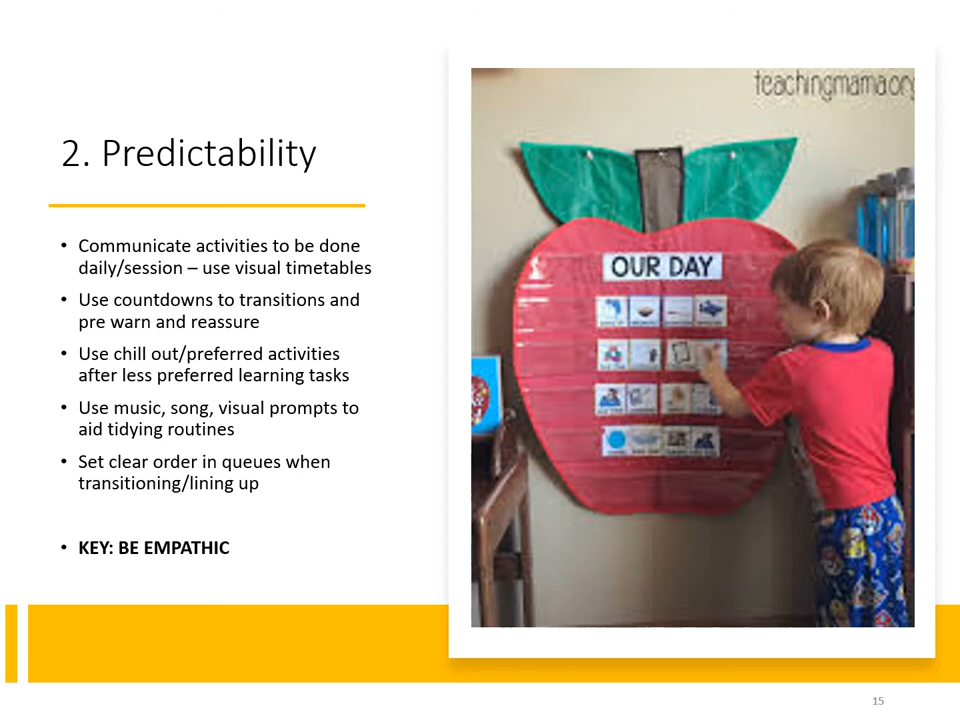 2. Predictability
• Communicate activities to be done
daily/session – use visual timetables
• Use countdowns to transitions and
pre warn and reassure
• Use chill out/preferred activities
after less preferred learning tasks
• Use music, song, visual prompts to
aid tidying routines
• Set clear order in queues when
transitioning/lining up
• KEY: BE EMPATHIC
teachingmama.org
OUR DAY
15